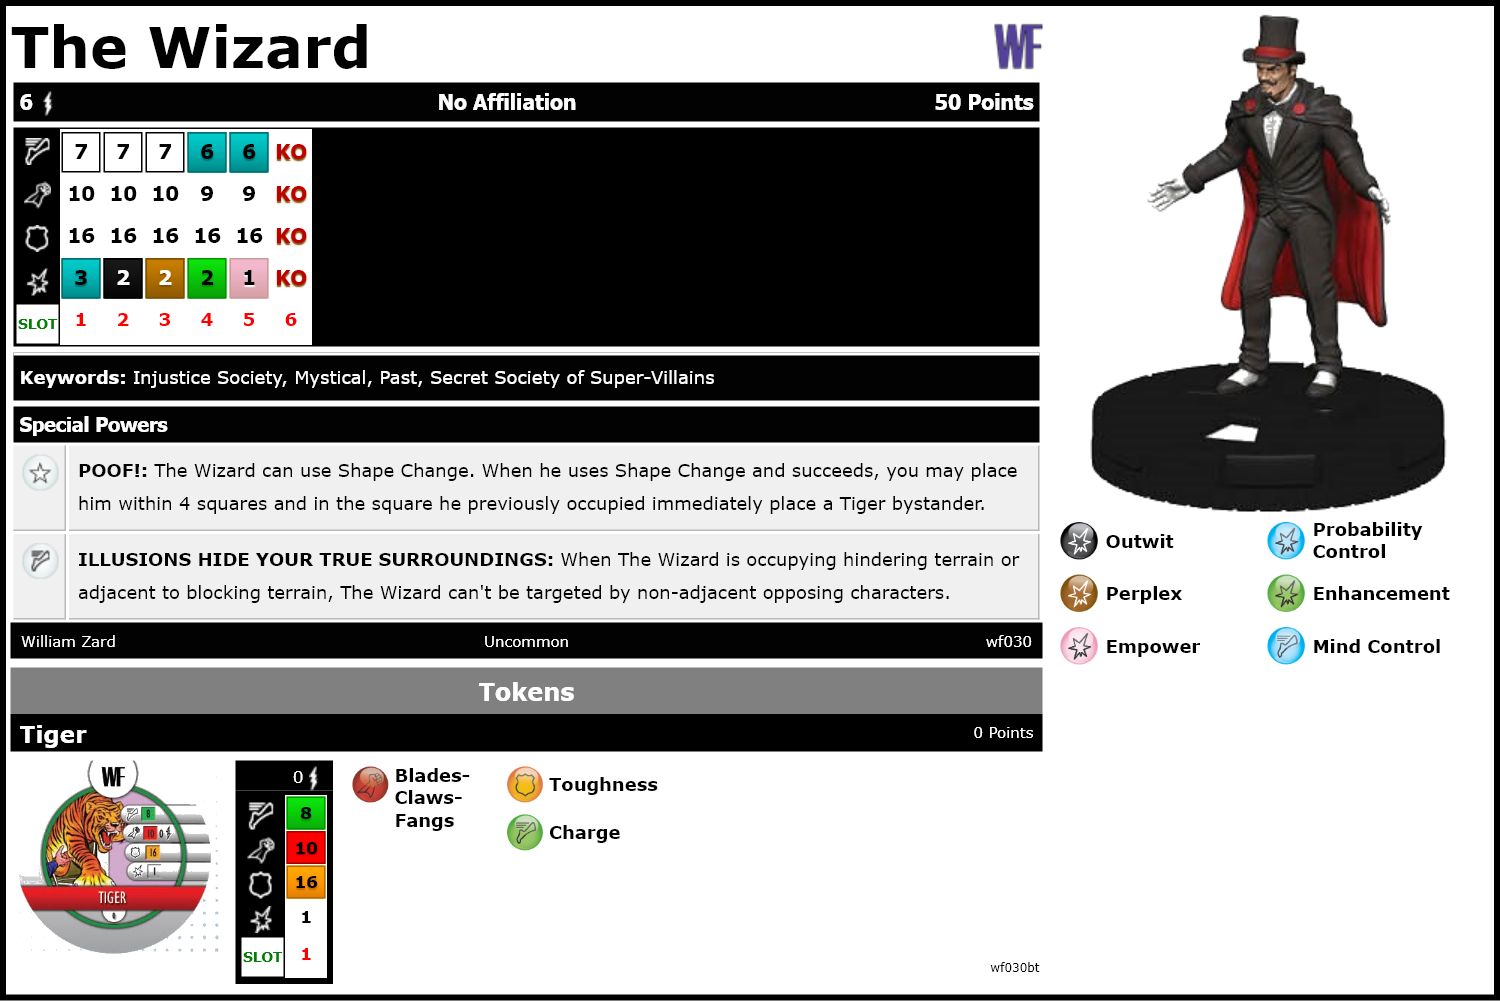 The Wizard
WF
6 No Affiliation 50 Points
7 7 7 6 6 KO
10 10 10 9 9 KO
16 16 16 16 16 KO
3 2 2 2 1 KO
SLOT 1 2 3 4 5 6
Keywords: Injustice Society, Mystical, Past, Secret Society of Super-Villains
Special Powers
POOF!: The Wizard can use Shape Change. When he uses Shape Change and succeeds, you may place
him within 4 squares and in the square he previously occupied immediately place a Tiger bystander.
ILLUSIONS HIDE YOUR TRUE SURROUNDINGS: When The Wizard is occupying hindering terrain or
adjacent to blocking terrain, The Wizard can't be targeted by non-adjacent opposing characters.
William Zard Uncommon wf030
Outwit
Probability
Control
Perplex
Enhancement
Empower
Mind Control
Tokens
Tiger 0 Points
WF
8
10 0
16
1
TIGER
0
0
8
10
16
1
SLOT 1
Blades-
Claws-
Fangs
Toughness
Charge
wf030bt